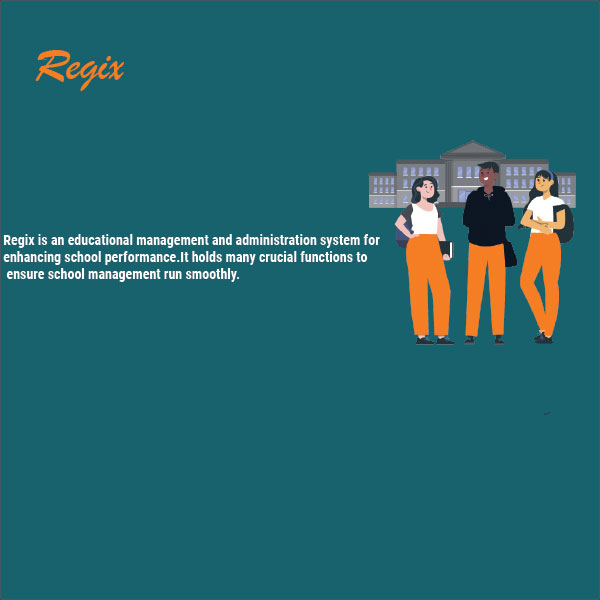 Regix
Regix is an educational management and administration system for
enhancing school performance.It holds many crucial functions to
ensure school management run smoothly.